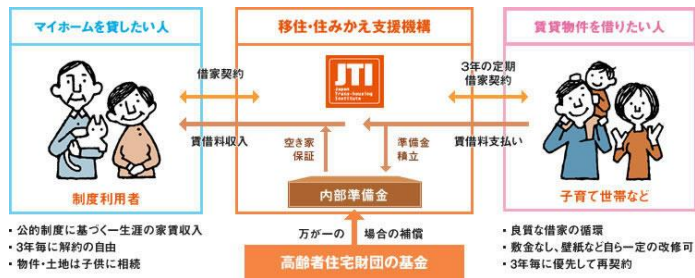 マイホームを貸したい人
移住・住みかえ支援機構
賃貸物件を借りたい人
借家契約
JTI
Japan
Trans-housing
Institute
3年の定期
借家契約
賃借料収入
空き家
保証
準備金
積立
賃借料支払い
制度利用者
内部準備金
子育て世帯など
・公的制度に基づく一生涯の家賃収入
・3年毎に解約の自由
・物件・土地は子供に相続
万が一の 場合の補償
高齢者住宅財団の基金
・良質な借家の循環
・敷金なし、壁紙など自ら一定の改修可
・3年毎に優先して再契約